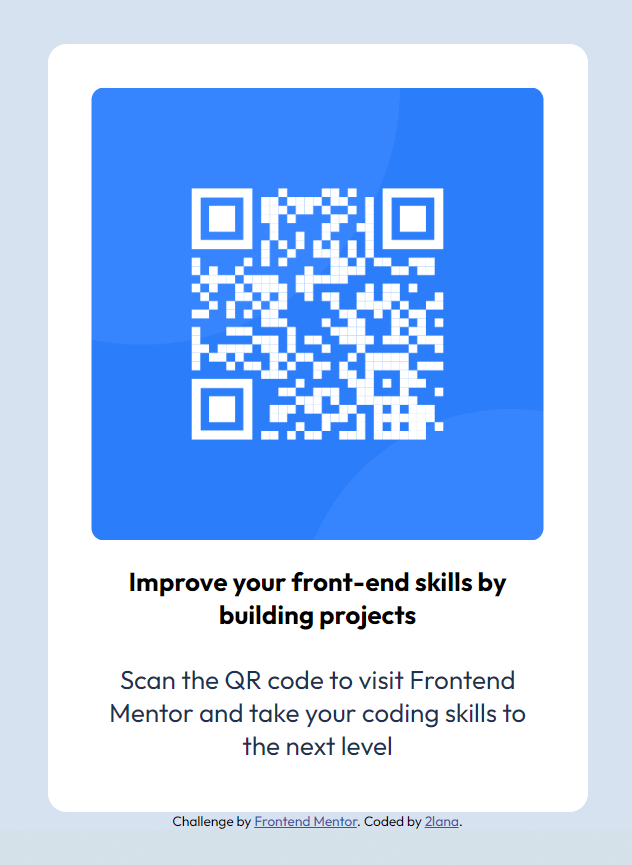 Improve your front-end skills by
building projects
Scan the QR code to visit Frontend
Mentor and take your coding skills to
the next level
Challenge by Frontend Mentor. Coded by 2lana.